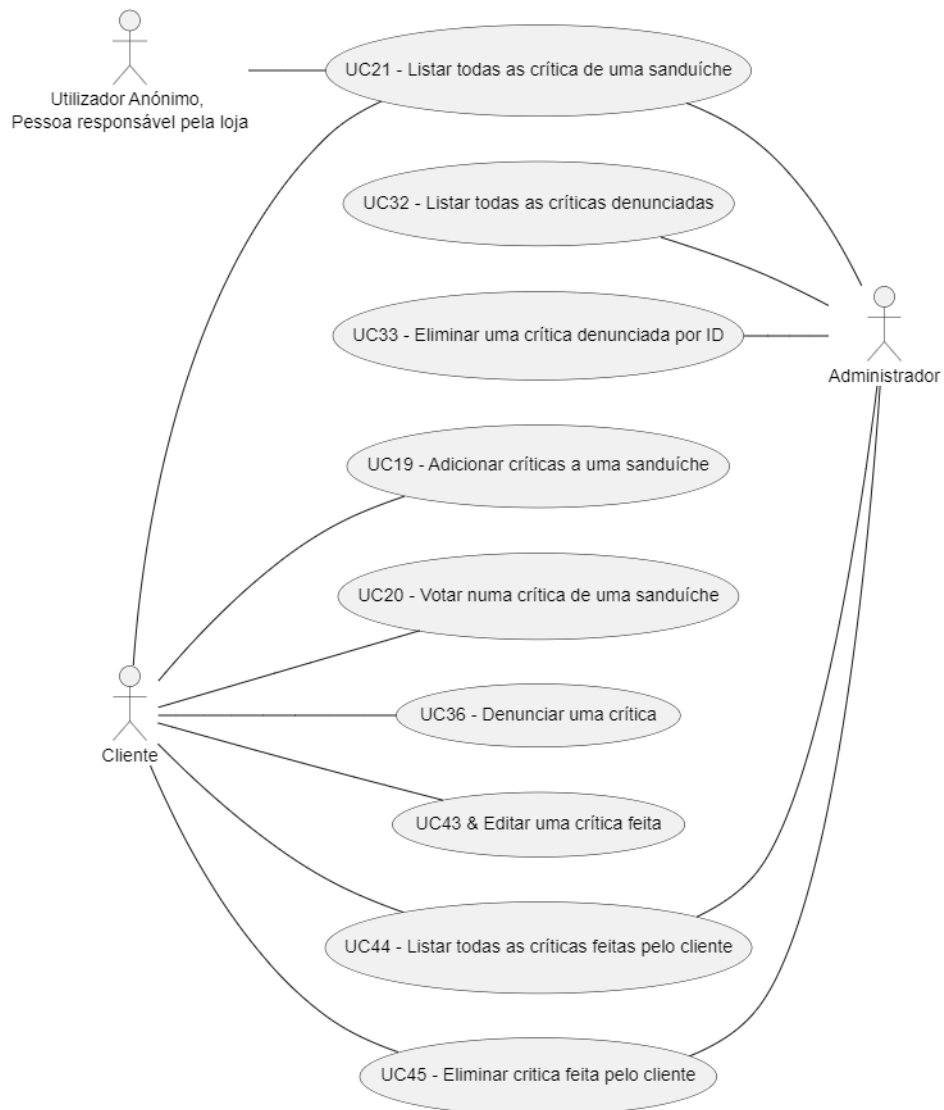 Utilizador Anónimo,
Pessoa responsável pela loja
UC21 - Listar todas as crítica de uma sanduíche
UC32 - Listar todas as críticas denunciadas
UC33 - Eliminar uma crítica denunciada por ID
Administrador
UC19 - Adicionar críticas a uma sanduíche
UC20 - Votar numa crítica de uma sanduíche
UC36 - Denunciar uma crítica
Cliente
UC43 & Editar uma crítica feita
UC44 - Listar todas as críticas feitas pelo cliente
UC45 - Eliminar critica feita pelo cliente